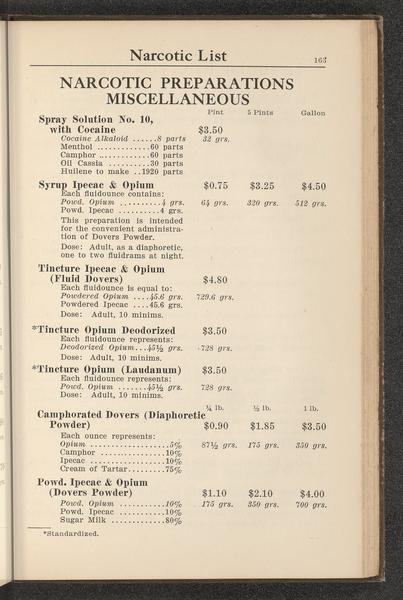 Narcotic List 163
NARCOTIC PREPARATIONS
MISCELLANEOUS
Pint 5 Pints Gallon
Spray Solution No. 10,
with Cocaine $3.50
Cocaine Alkaloid ......8 parts 32 grs.
Menthol .............60 parts
Camphor .............60 parts
Oil Cassia ..........30 parts
Huilene to make ..1920 parts
Syrup Ipecac & Opium $0.75 $3.25 $4.50
Each fluidounce contains:
Powd. Opium ..........4 grs. 64 grs. 320 grs. 512 grs.
Powd. Ipecac ..........4 grs.
This preparation is intended
for the convenient administra-
tion of Dovers Powder.
Dose: Adult, as a diaphoretic,
one to two fluidrams at night.
Tincture Ipecac & Opium
(Fluid Dovers) $4.80
Each fluidounce is equal to:
Powdered Opium ....45.6 grs. 729.6 grs.
Powdered Ipecac ....45.6 grs.
Dose: Adult, 10 minims.
*Tincture Opium Deodorized $3.50
Each fluidounce represents:
Deodorized Opium...45½ grs. 728 grs.
Dose: Adult, 10 minims.
*Tincture Opium (Laudanum) $3.50
Each fluidounce represents:
Powd. Opium .......45½ grs. 728 grs.
Dose: Adult, 10 minims.
¼ lb. ½ lb. 1 lb.
Camphorated Dovers (Diaphoretic
Powder) $0.90 $1.85 $3.50
Each ounce represents:
Opium ....................5% 87½ grs. 175 grs. 350 grs.
Camphor ................10%
Ipecac ...................10%
Cream of Tartar.........75%
Powd. Ipecac & Opium
(Dovers Powder) $1.10 $2.10 $4.00
Powd. Opium ...........10% 175 grs. 350 grs. 700 grs.
Powd. Ipecac ...........10%
Sugar Milk .............80%
*Standardized.